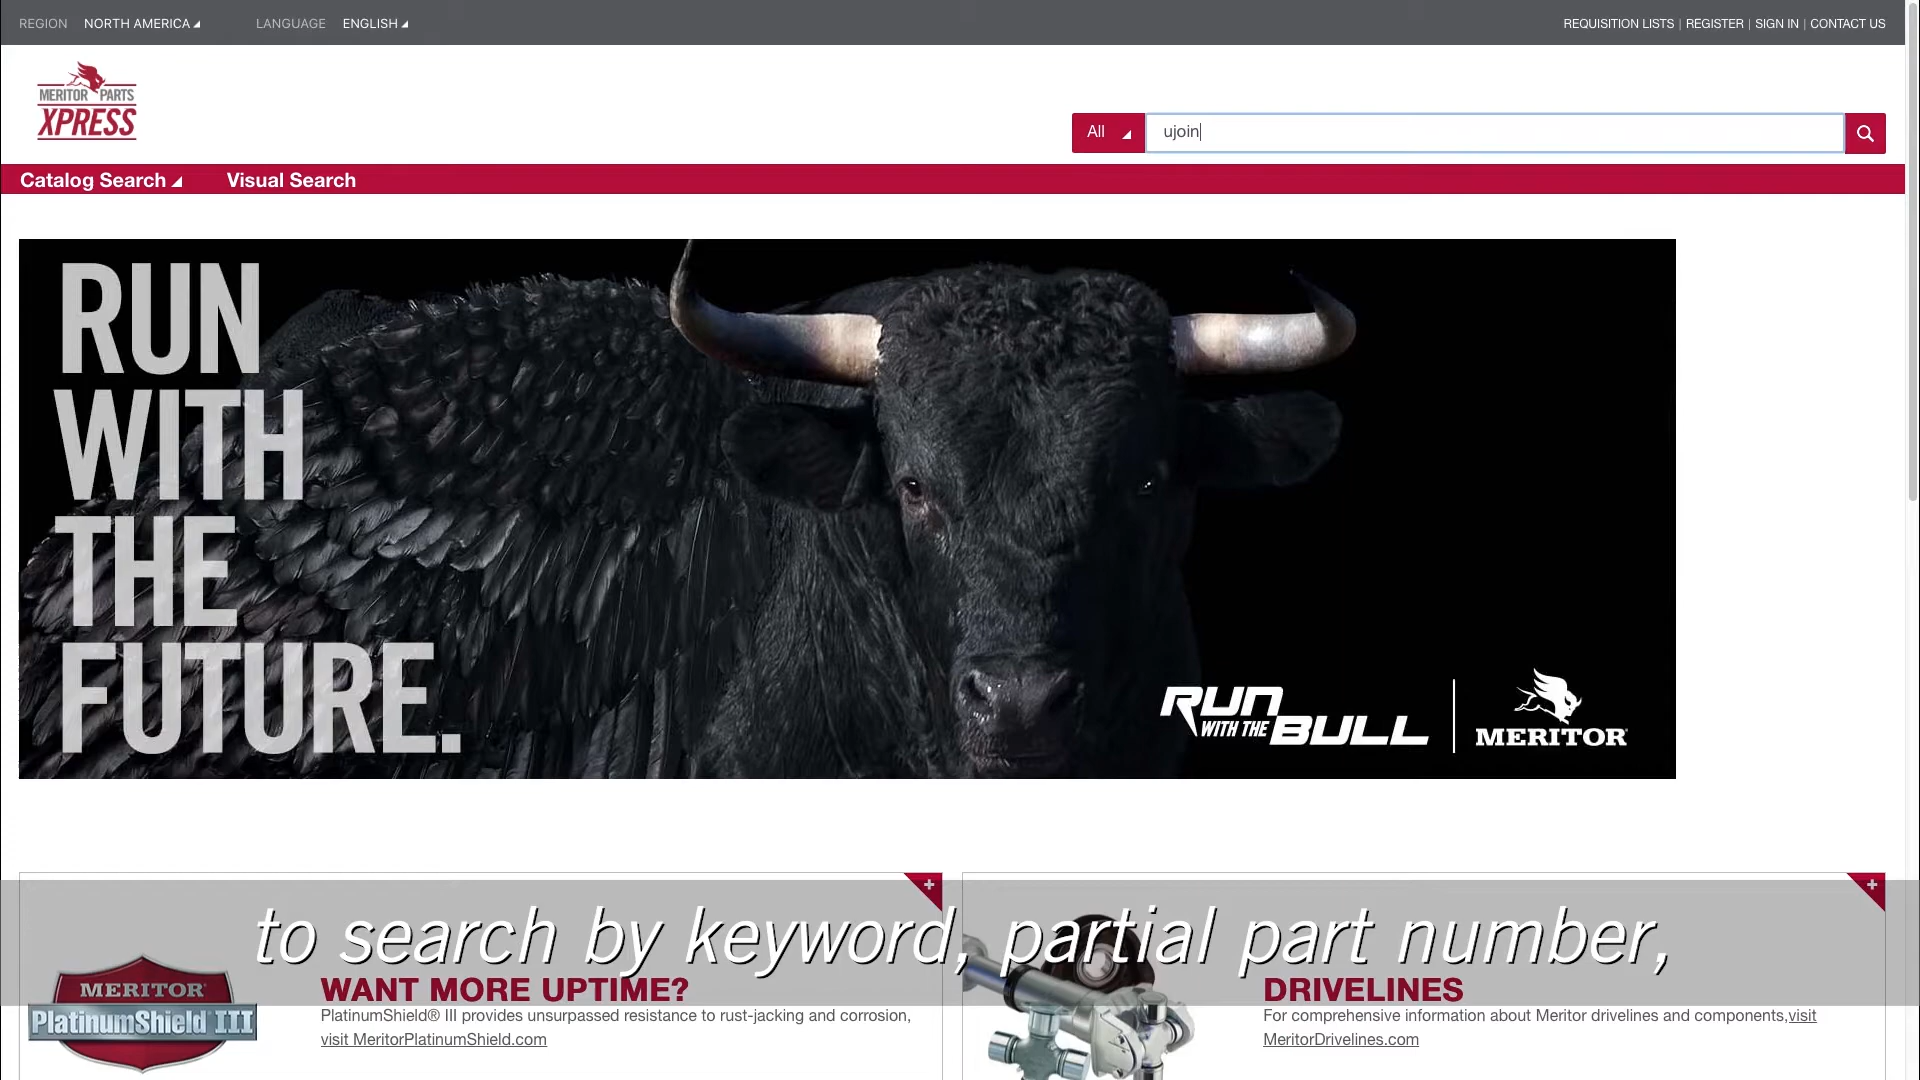 REGION NORTH AMERICA LANGUAGE ENGLISH REQUISITION LISTS | REGISTER | SIGN IN | CONTACT US
MERITOR PARTS
XPRESS
All ujoin
Catalog Search Visual Search
RUN
WITH
THE
FUTURE.
RUN
WITH THE BULL
MERITOR
to search by keyword, partial part number,
MERITOR
PlatinumShield III
WANT MORE UPTIME?
PlatinumShield® III provides unsurpassed resistance to rust-jacking and corrosion,
visit MeritorPlatinumShield.com
DRIVELINES
For comprehensive information about Meritor drivelines and components,visit
MeritorDrivelines.com